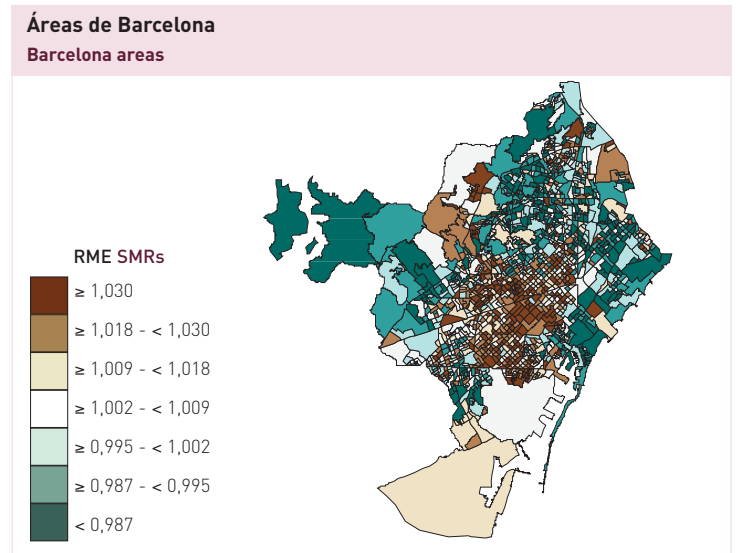 Áreas de Barcelona
Barcelona areas
RME SMRs
≥ 1,030
≥ 1,018 - < 1,030
≥ 1,009 - < 1,018
≥ 1,002 - < 1,009
≥ 0,995 - < 1,002
≥ 0,987 - < 0,995
< 0,987